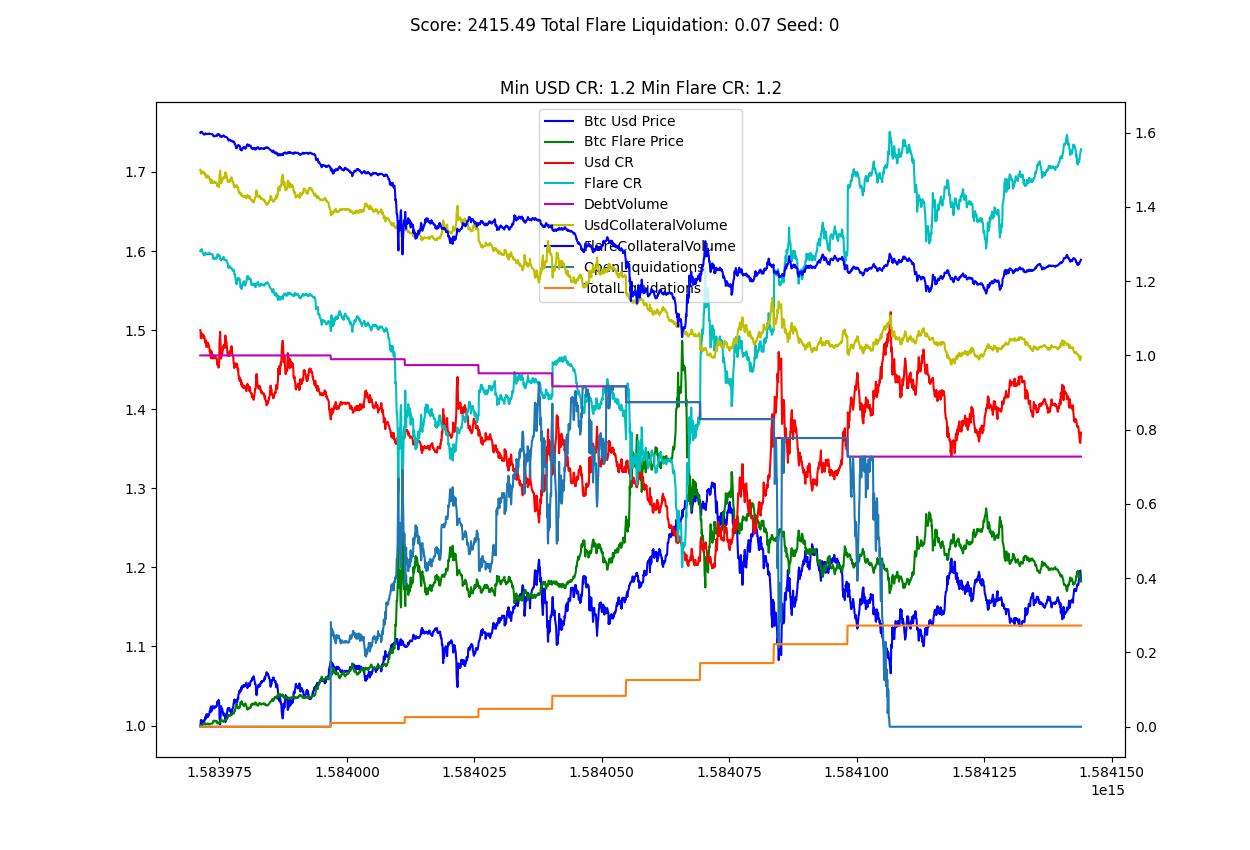 Score: 2415.49 Total Flare Liquidation: 0.07 Seed: 0
Min USD CR: 1.2 Min Flare CR: 1.2
Btc Usd Price
Btc Flare Price
Usd CR
Flare CR
DebtVolume
UsdCollateralVolume
FlareCollateralVolume
OpenLiquidations
TotalLiquidations
1.7
1.6
1.5
1.4
1.3
1.2
1.1
1.0
1.6
1.4
1.2
1.0
0.8
0.6
0.4
0.2
0.0
1.583975 1.584000 1.584025 1.584050 1.584075 1.584100 1.584125 1.584150
1e15